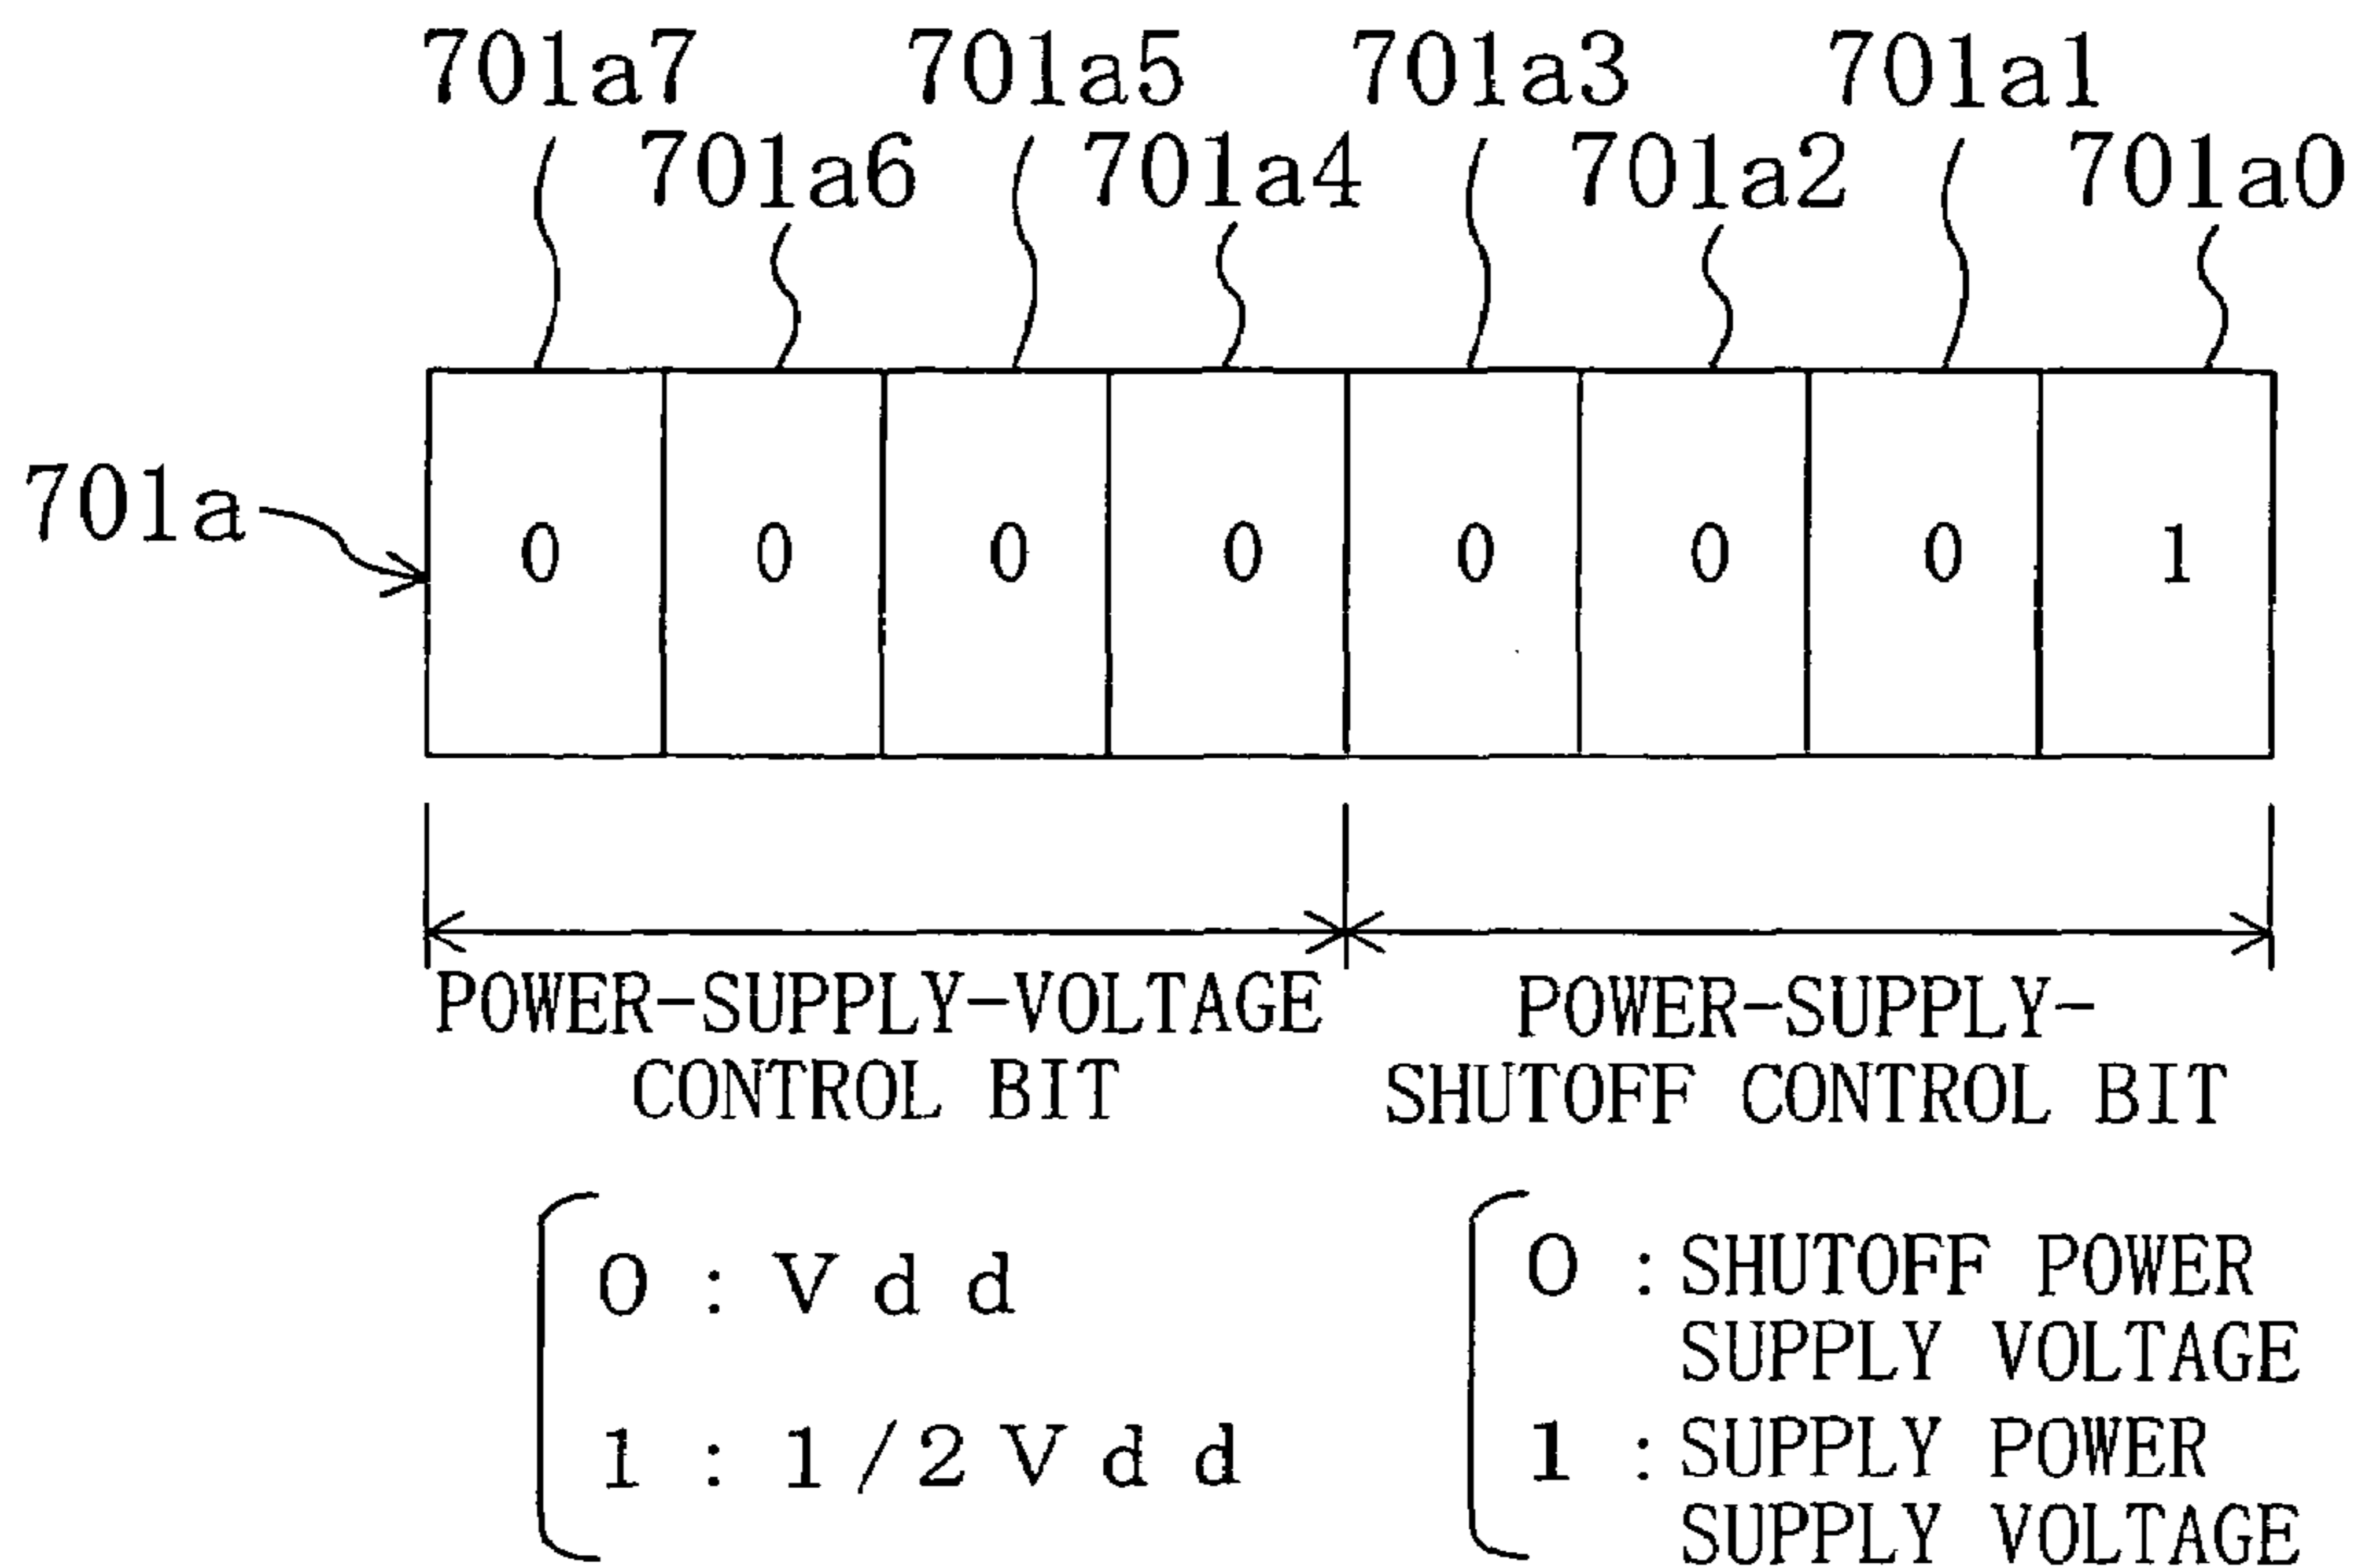 701a7 701a5 701a3 701a1
701a6 701a4 701a2 701a0
701a
0 0 0 0 0 0 0 1
POWER-SUPPLY-VOLTAGE
CONTROL BIT
POWER-SUPPLY-
SHUTOFF CONTROL BIT
0 : Vdd
1 : 1/2Vdd
0 : SHUTOFF POWER
SUPPLY VOLTAGE
1 : SUPPLY POWER
SUPPLY VOLTAGE